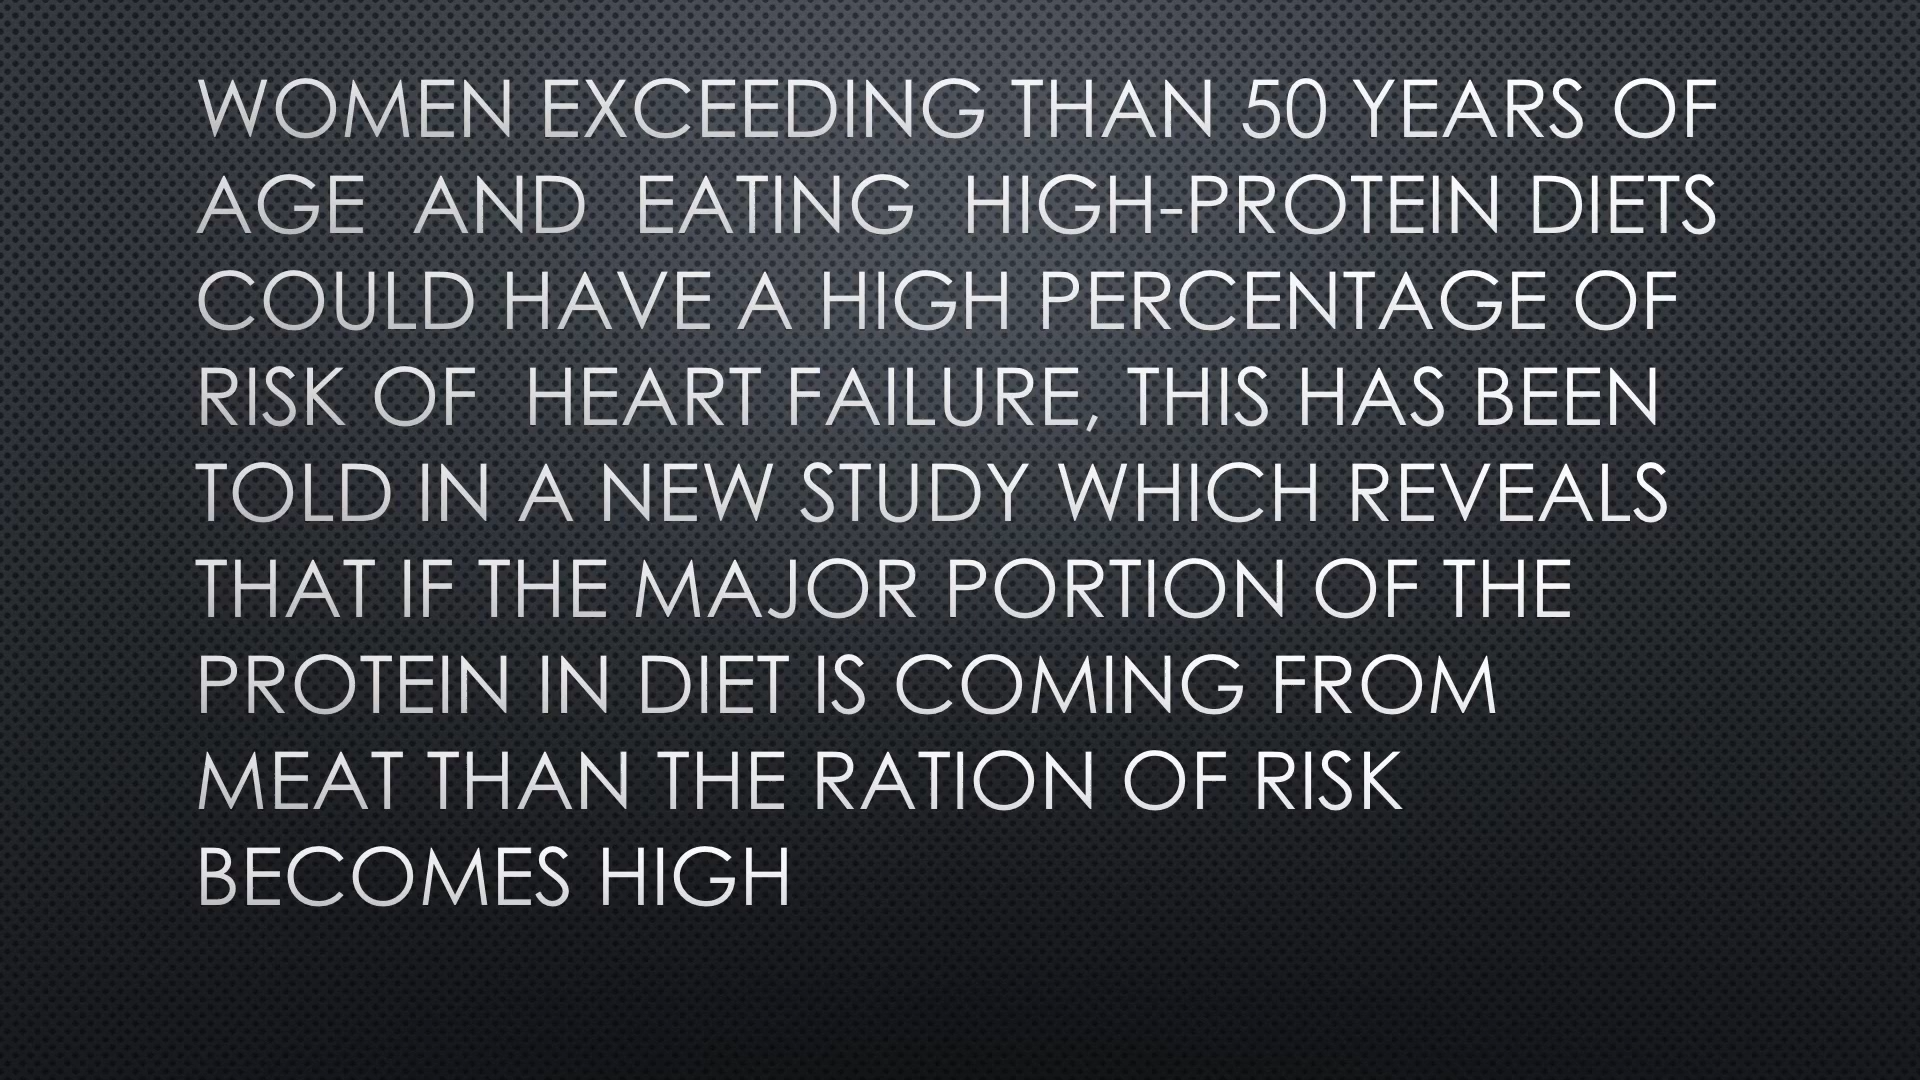 WOMEN EXCEEDING THAN 50 YEARS OF
AGE AND EATING HIGH-PROTEIN DIETS
COULD HAVE A HIGH PERCENTAGE OF
RISK OF HEART FAILURE, THIS HAS BEEN
TOLD IN A NEW STUDY WHICH REVEALS
THAT IF THE MAJOR PORTION OF THE
PROTEIN IN DIET IS COMING FROM
MEAT THAN THE RATION OF RISK
BECOMES HIGH